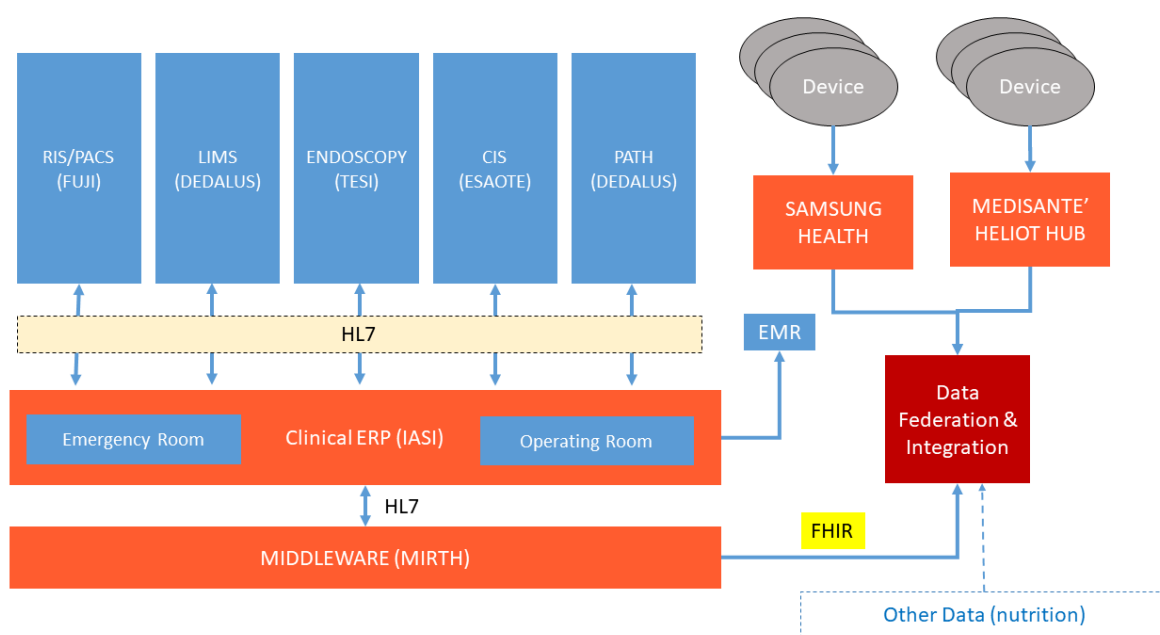 RIS/PACS
(FUJI)
LIMS
(DEDALUS)
ENDOSCOPY
(TESI)
CIS
(ESAOTE)
PATH
(DEDALUS)
Device
Device
SAMSUNG
HEALTH
MEDISANTE’
HELIOT HUB
HL7
EMR
Emergency Room
Clinical ERP (IASI)
Operating Room
Data
Federation &
Integration
HL7
MIDDLEWARE (MIRTH)
FHIR
Other Data (nutrition)